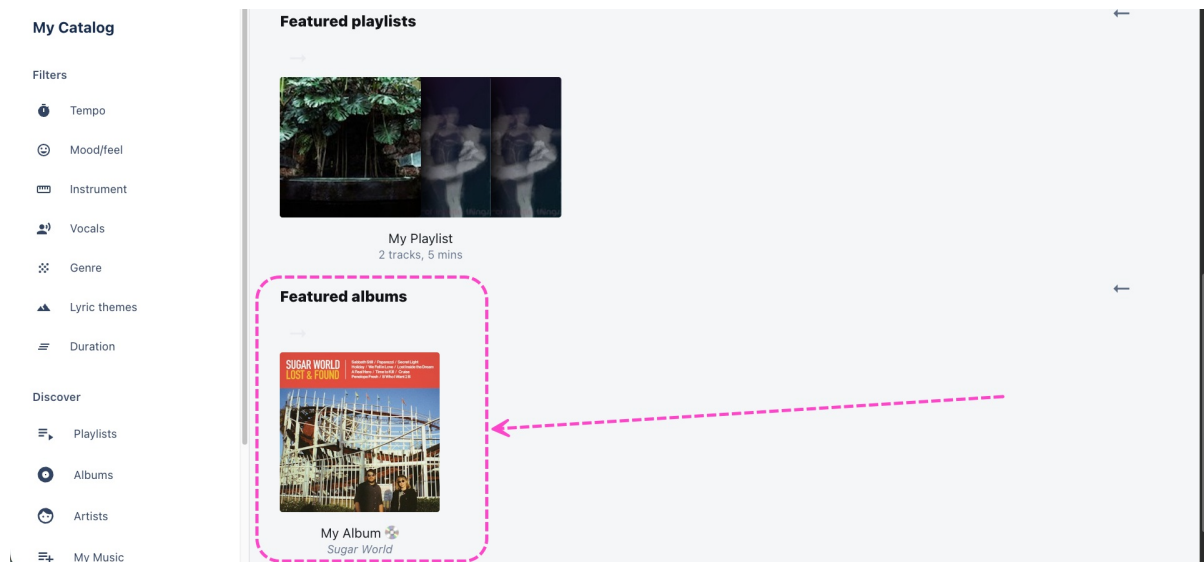 My Catalog
Filters
Tempo
Mood/feel
Instrument
Vocals
Genre
Lyric themes
Duration
Discover
Playlists
Albums
Artists
My Music
Featured playlists
My Playlist
2 tracks, 5 mins
Featured albums
SUGAR WORLD
LOST & FOUND
My Album
Sugar World